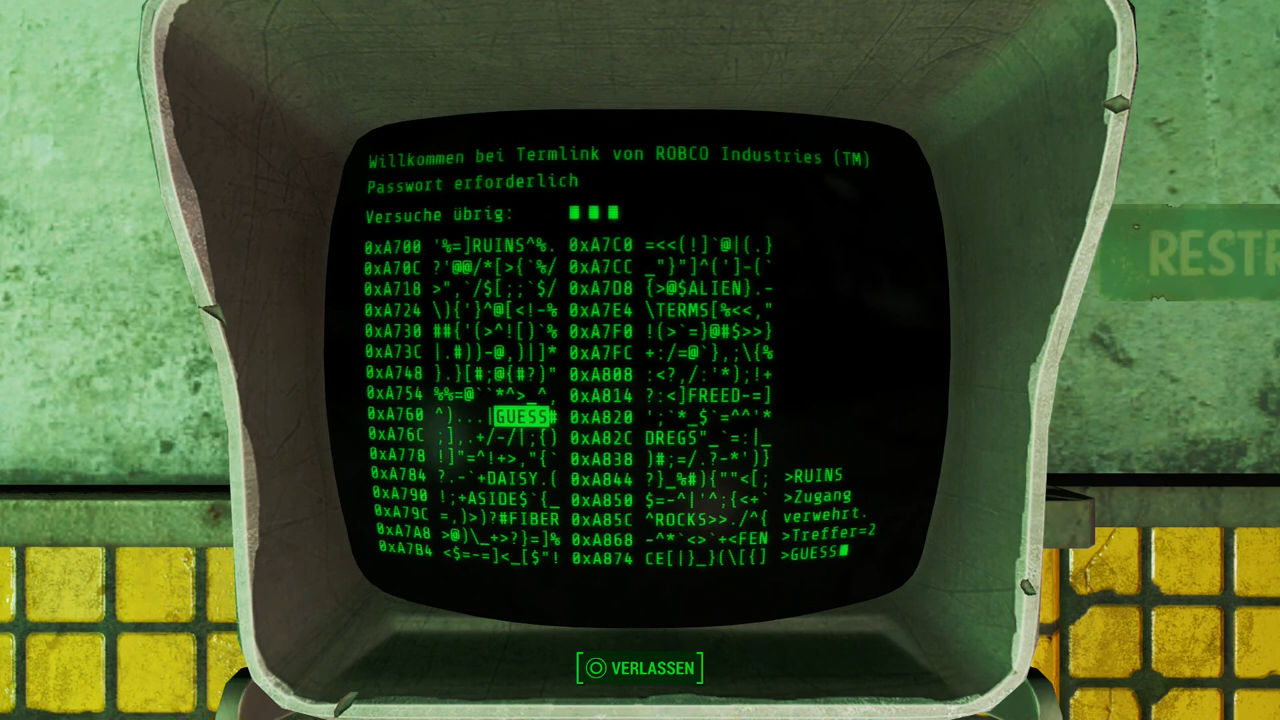 Willkommen bei Termlink von ROBCO Industries (TM)
Passwort erforderlich
Versuche übrig: ■ ■ ■
0xA700 '%=]RUINS^%. 0xA7C0 =<<(!]`@|(.}
0xA70C ?'@@/*[>{`%/ 0xA7CC _"}"]^(']-(`
0xA718 >",`/$[;;`$/ 0xA7D8 {>@$ALIEN}.-
0xA724 \){'}^@[<!-% 0xA7E4 \TERMS[%<<,"
0xA730 ##{'(>^![)`% 0xA7F0 !(>`=}@#$>>}
0xA73C |.#))-@,)|]* 0xA7FC +:/=@`},;\{%
0xA748 }.}[#;@{#?)" 0xA808 :<?,/:'*);!+
0xA754 %%=@``*^>_^, 0xA814 ?:<]FREED-=]
0xA760 ^)...|GUESS# 0xA820 ';`*_$`=^^'*
0xA76C ;],.+/-/|;{) 0xA82C DREGS"_`=:|_
0xA778 !]"=^!+>,"{` 0xA838 )#;=/.?-*')}
0xA784 ?.-`+DAISY.( 0xA844 ?}_%#){""<[; >RUINS
0xA790 !;+ASIDE$`{_ 0xA850 $=-^|'^;{<+` >Zugang
0xA79C =,)>)?#FIBER 0xA85C ^ROCKS>>./^{ verwehrt.
0xA7A8 >@)\_+>?}=]% 0xA868 -^*`<>`+<FEN >Treffer=2
0xA7B4 <$=-=]<_[$"! 0xA874 CE[|}_}(\[{] >GUESS■
RESTR
[ VERLASSEN ]